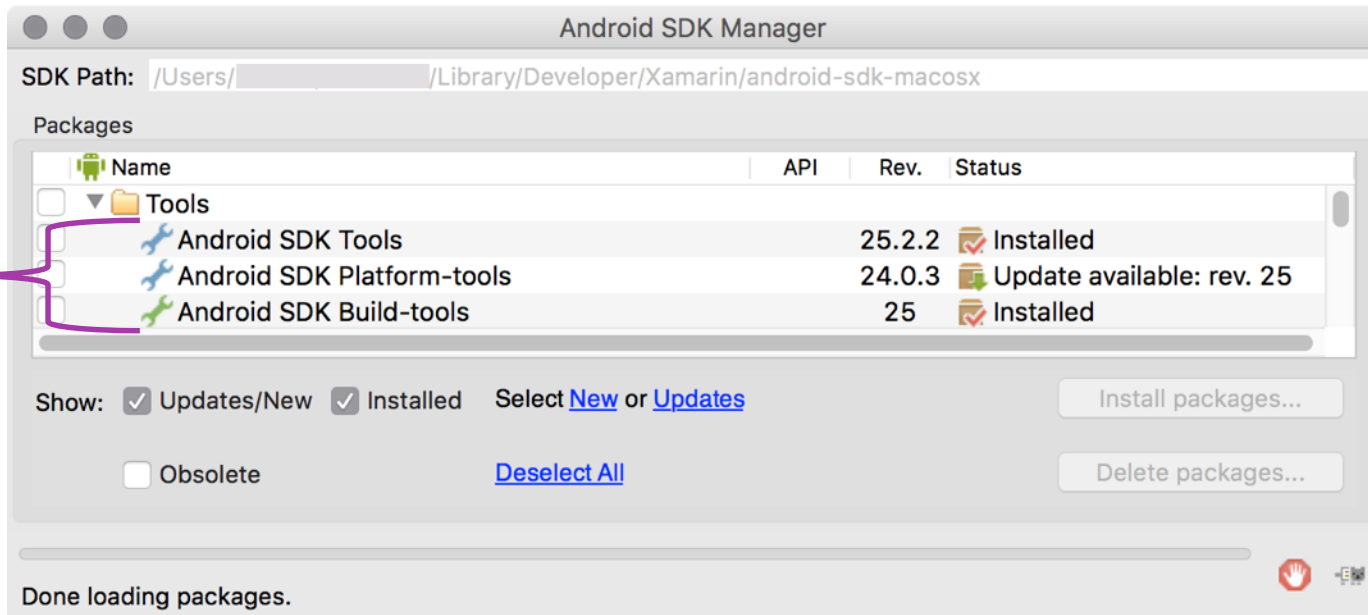 Android SDK Manager
SDK Path: /Users/ /Library/Developer/Xamarin/android-sdk-macosx
Packages
Name API Rev. Status
Tools
Android SDK Tools 25.2.2 Installed
Android SDK Platform-tools 24.0.3 Update available: rev. 25
Android SDK Build-tools 25 Installed
Show: Updates/New Installed Select New or Updates Install packages...
Obsolete Deselect All Delete packages...
Done loading packages.